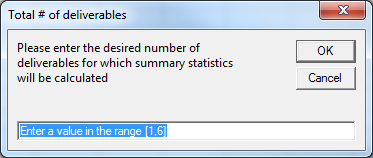 Total # of deliverables
Please enter the desired number of
deliverables for which summary statistics
will be calculated
OK
Cancel
Enter a value in the range [1,6]